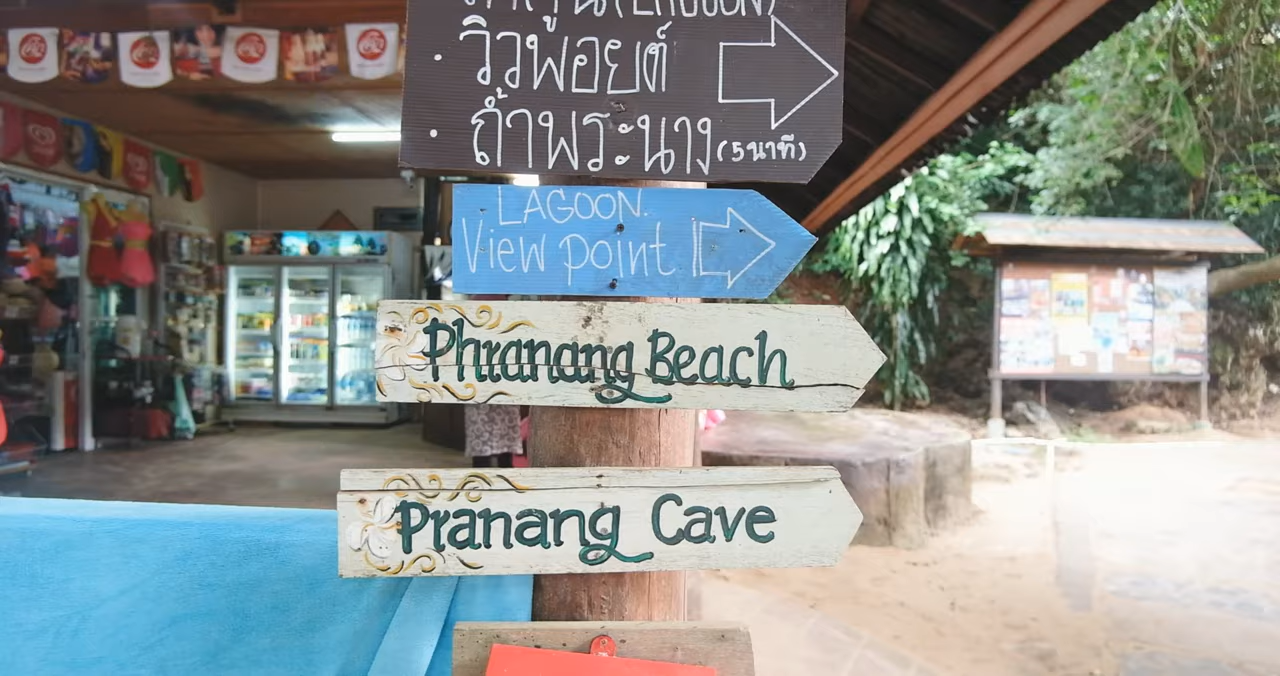 (LAGOON)
· วิวพอยต์
· ถ้ำพระนาง (5 นาที)
LAGOON.
View point
Phranang Beach
Pranang Cave